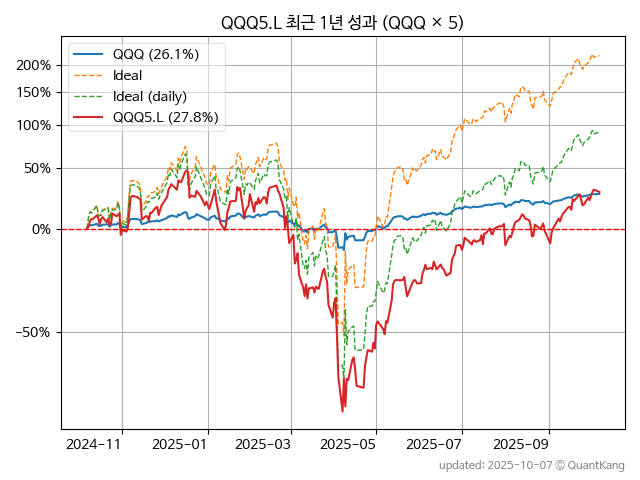 QQQ5.L 최근 1년 성과 (QQQ × 5)
QQQ (26.1%)
Ideal
Ideal (daily)
QQQ5.L (27.8%)
200%
150%
100%
50%
0%
−50%
2024−11 2025−01 2025−03 2025−05 2025−07 2025−09
updated: 2025-10-07 © QuantKang